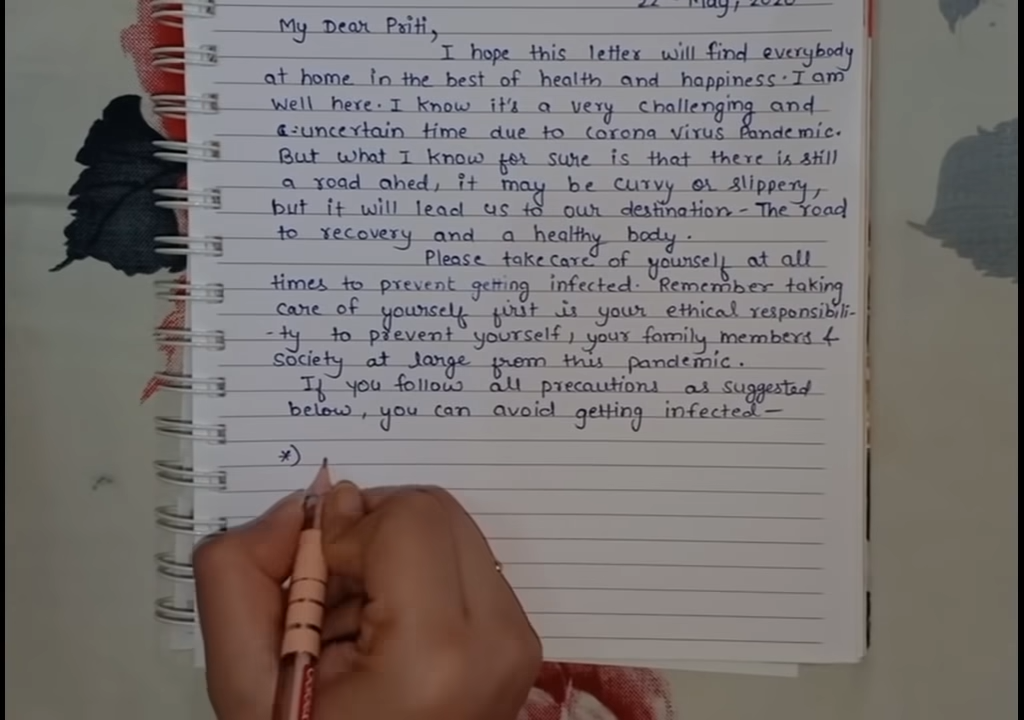 22 May, 2020
My Dear Priti,
I hope this letter will find everybody
at home in the best of health and happiness. I am
well here. I know it's a very challenging and
uncertain time due to corona virus Pandemic.
But what I know for sure is that there is still
a road ahed, it may be curvy or slippery,
but it will lead us to our destination - The road
to recovery and a healthy body.
Please take care of yourself at all
times to prevent getting infected. Remember taking
care of yourself first is your ethical responsibili-
-ty to prevent yourself, your family members &
society at large from this pandemic.
If you follow all precautions as suggested
below, you can avoid getting infected-
*)